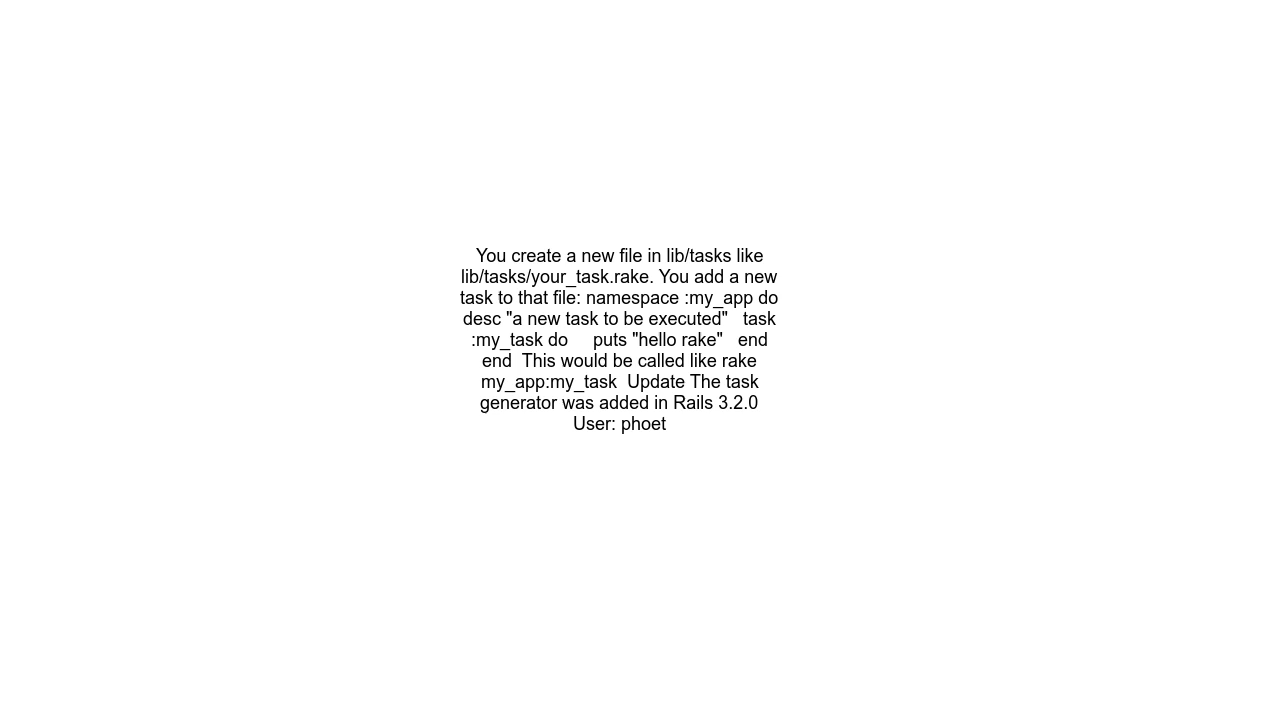 You create a new file in lib/tasks like
lib/tasks/your_task.rake. You add a new
task to that file: namespace :my_app do
desc "a new task to be executed"   task
:my_task do     puts "hello rake"   end
end  This would be called like rake
my_app:my_task  Update The task
generator was added in Rails 3.2.0
User: phoet